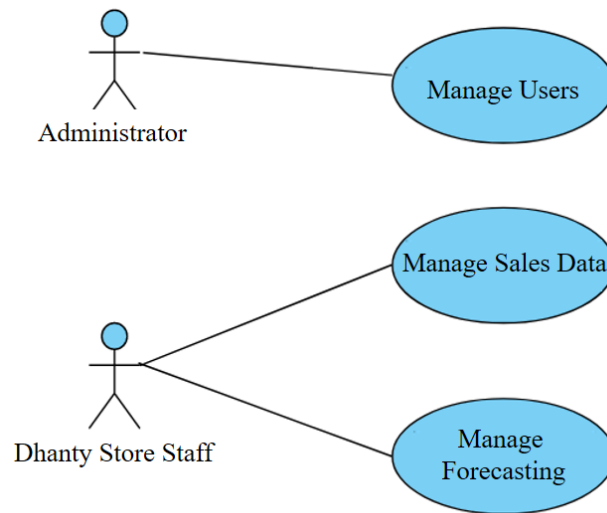 Manage Users
Administrator
Manage Sales Data
Dhanty Store Staff
Manage
Forecasting